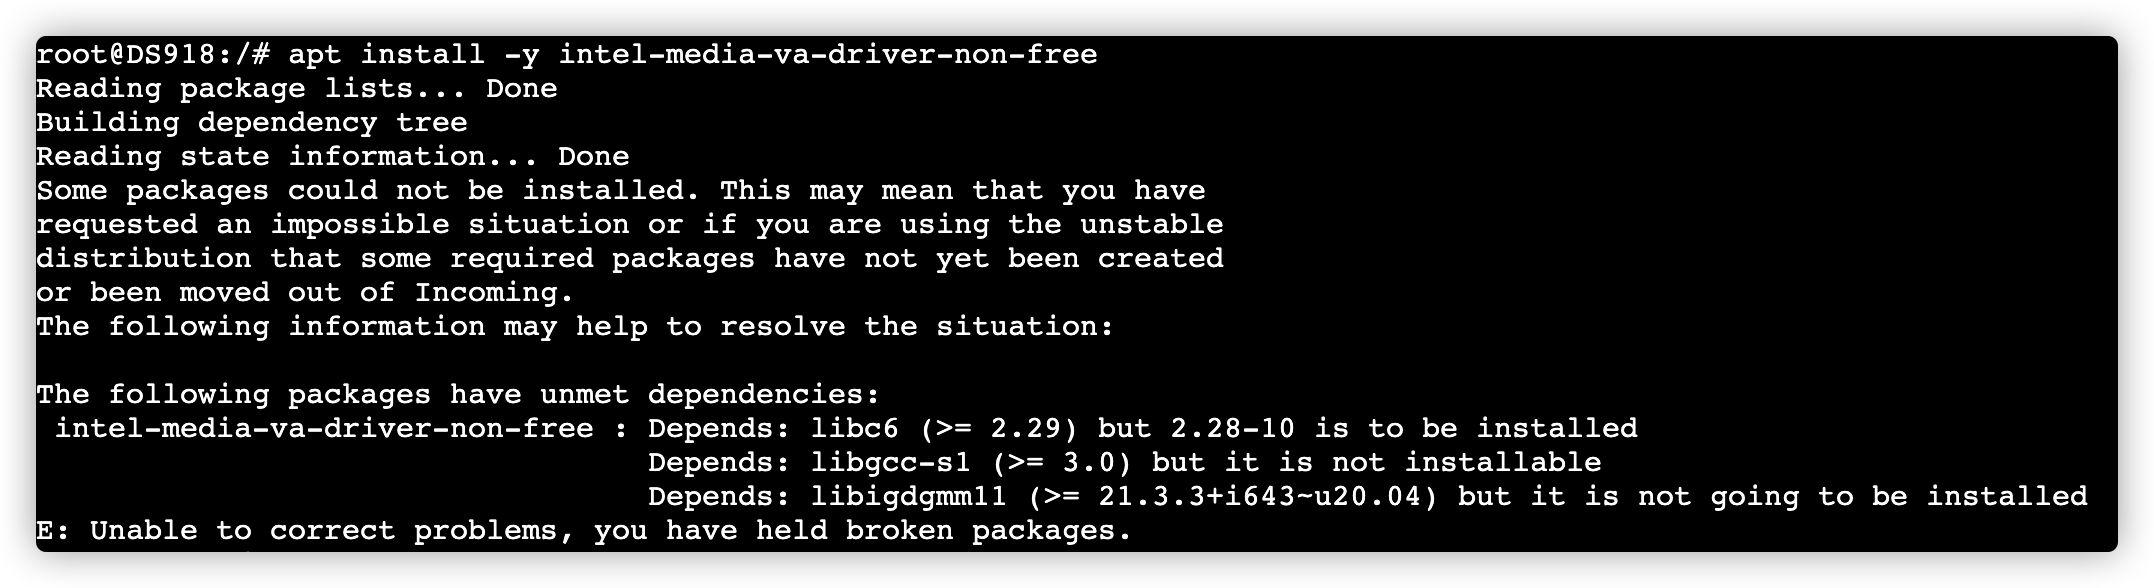 root@DS918:/# apt install -y intel-media-va-driver-non-free
Reading package lists... Done
Building dependency tree
Reading state information... Done
Some packages could not be installed. This may mean that you have
requested an impossible situation or if you are using the unstable
distribution that some required packages have not yet been created
or been moved out of Incoming.
The following information may help to resolve the situation:

The following packages have unmet dependencies:
 intel-media-va-driver-non-free : Depends: libc6 (>= 2.29) but 2.28-10 is to be installed
                                  Depends: libgcc-s1 (>= 3.0) but it is not installable
                                  Depends: libigdgmm11 (>= 21.3.3+i643~u20.04) but it is not going to be installed
E: Unable to correct problems, you have held broken packages.